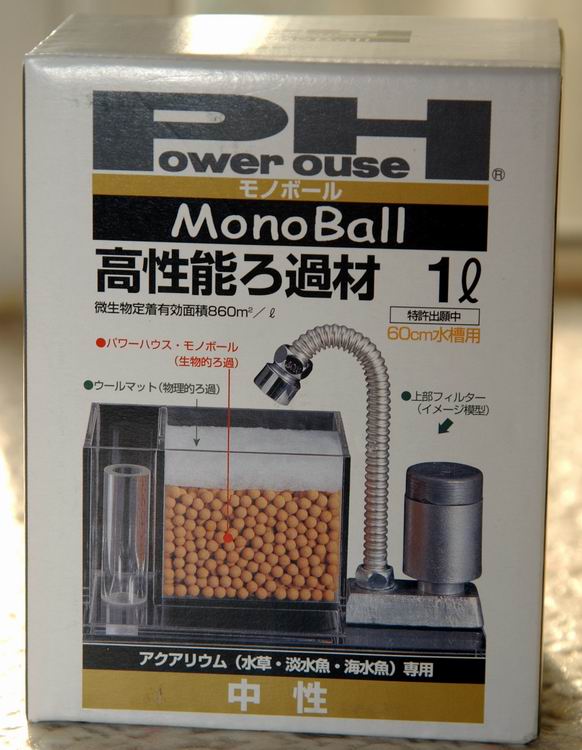 PH
Power House ®
モノボール
MonoBall
高性能ろ過材 1ℓ
微生物定着有効面積860m²/ℓ
特許出願中
60cm水槽用
●パワーハウス・モノボール
(生物的ろ過)
●ウールマット(物理的ろ過)
●上部フィルター
(イメージ模型)
アクアリウム(水草・淡水魚・海水魚)専用
中性